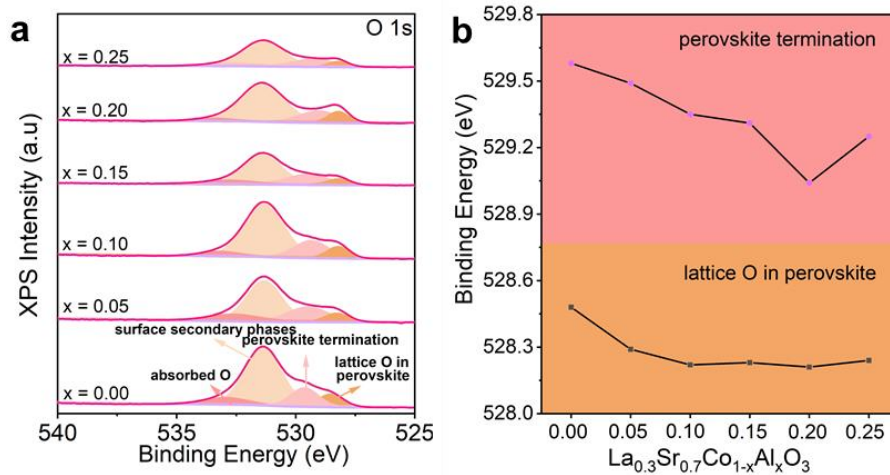 a
O 1s
x = 0.25
x = 0.20
x = 0.15
x = 0.10
x = 0.05
x = 0.00
surface secondary phases
perovskite termination
absorbed O
lattice O in
perovskite
XPS Intensity (a.u)
540
535
530
525
Binding Energy (eV)
b
perovskite termination
lattice O in perovskite
Binding Energy (eV)
529.8
529.5
529.2
528.9
528.6
528.3
528.0
0.00 0.05 0.10 0.15 0.20 0.25
La0.3Sr0.7Co1-xAlxO3